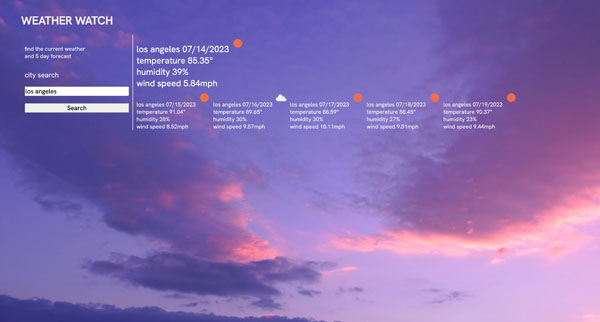 WEATHER WATCH
find the current weather
and 5 day forecast
city search
los angeles
Search
los angeles 07/14/2023
temperature 85.35°
humidity 39%
wind speed 5.84mph
los angeles 07/15/2023
temperature 91.04°
humidity 28%
wind speed 8.52mph
los angeles 07/16/2023
temperature 89.65°
humidity 30%
wind speed 9.57mph
los angeles 07/17/2023
temperature 86.89°
humidity 30%
wind speed 10.11mph
los angeles 07/18/2023
temperature 88.45°
humidity 27%
wind speed 9.51mph
los angeles 07/19/2023
temperature 90.37°
humidity 23%
wind speed 9.44mph